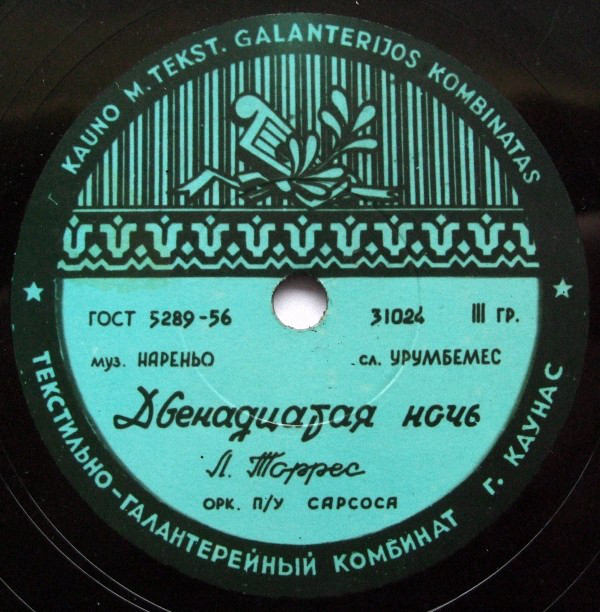 KAUNO M. TEKST. GALANTERIJOS KOMBINATAS
ГОСТ 5289-56 31024 III ГР.
муз. НАРЕНЬО сл. УРУМБЕМЕС
Двенадцатая ночь
Л. Торрес
ОРК. П/У САРСОСА
ТЕКСТИЛЬНО-ГАЛАНТЕРЕЙНЫЙ КОМБИНАТ Г. КАУНАС